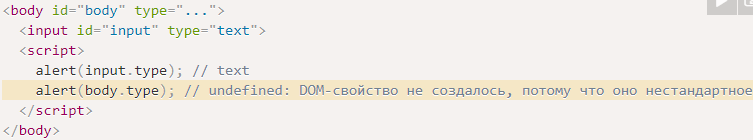 <body id="body" type="...">
<input id="input" type="text">
<script>
alert(input.type); // text
alert(body.type); // undefined: DOM-свойство не создалось, потому что оно нестандартное
</script>
</body>